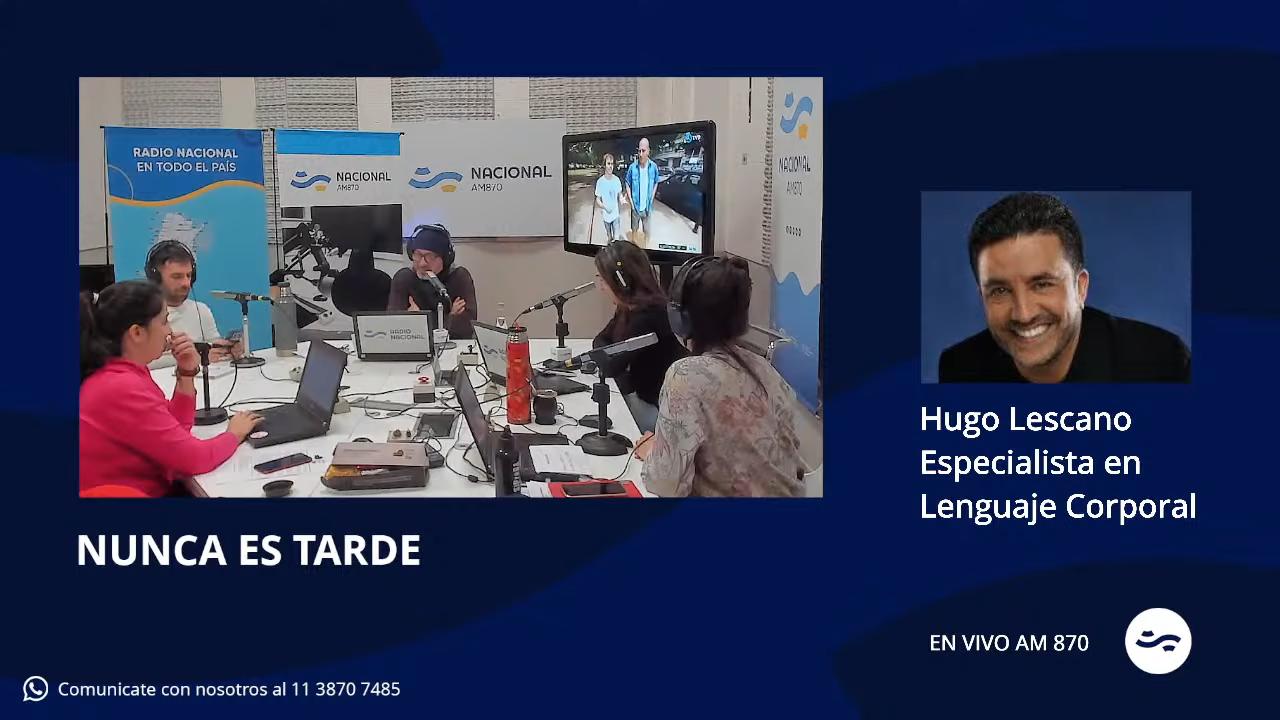 RADIO NACIONAL
EN TODO EL PAÍS
NACIONAL
AM870
NACIONAL
AM870
NACIONAL
AM870
RADIO
NACIONAL
Hugo Lescano
Especialista en
Lenguaje Corporal
NUNCA ES TARDE
EN VIVO AM 870
Comunicate con nosotros al 11 3870 7485